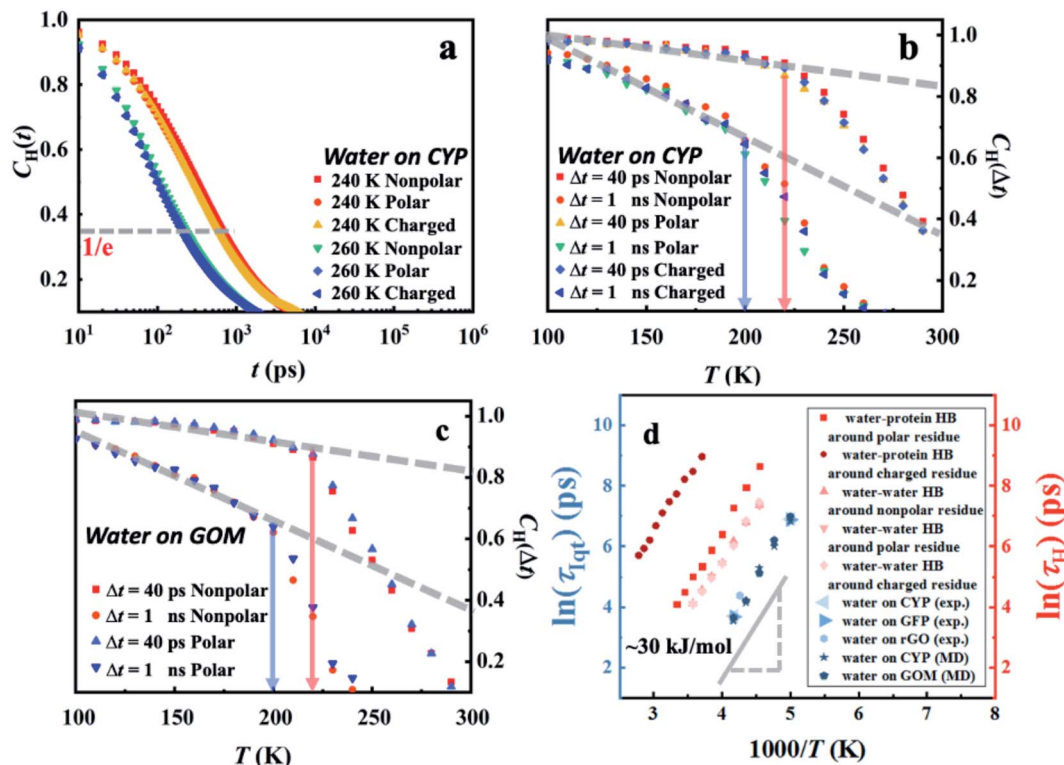 a
C_H(t)
1.0
0.8
0.6
0.4
0.2
1/e
Water on CYP
240 K Nonpolar
240 K Polar
240 K Charged
260 K Nonpolar
260 K Polar
260 K Charged
10^1 10^2 10^3 10^4 10^5 10^6
t (ps)
b
Water on CYP
Δt = 40 ps Nonpolar
Δt = 1 ns Nonpolar
Δt = 40 ps Polar
Δt = 1 ns Polar
Δt = 40 ps Charged
Δt = 1 ns Charged
1.0
0.8
0.6
0.4
0.2
C_H(Δt)
100 150 200 250 300
T (K)
c
Water on GOM
Δt = 40 ps Nonpolar
Δt = 1 ns Nonpolar
Δt = 40 ps Polar
Δt = 1 ns Polar
1.0
0.8
0.6
0.4
0.2
C_H(Δt)
100 150 200 250 300
T (K)
d
ln(τ_Iqt) (ps)
10
8
6
4
2
~30 kJ/mol
water-protein HB
around polar residue
water-protein HB
around charged residue
water-water HB
around nonpolar residue
water-water HB
around polar residue
water-water HB
around charged residue
water on CYP (exp.)
water on GFP (exp.)
water on rGO (exp.)
water on CYP (MD)
water on GOM (MD)
10
8
6
4
2
ln(τ_H) (ps)
3 4 5 6 7 8
1000/T (K)